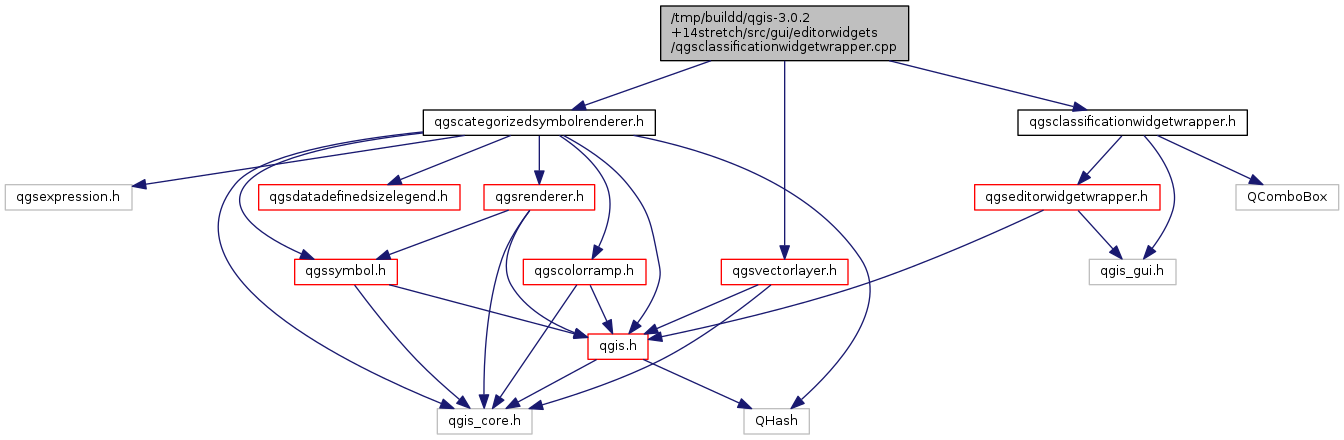 /tmp/buildd/qgis-3.0.2
+14stretch/src/gui/editorwidgets
/qgsclassificationwidgetwrapper.cpp
qgscategorizedsymbolrenderer.h
qgsclassificationwidgetwrapper.h
qgsexpression.h
qgsdatadefinedsizelegend.h
qgsrenderer.h
qgseditorwidgetwrapper.h
QComboBox
qgssymbol.h
qgscolorramp.h
qgsvectorlayer.h
qgis_gui.h
qgis.h
qgis_core.h
QHash